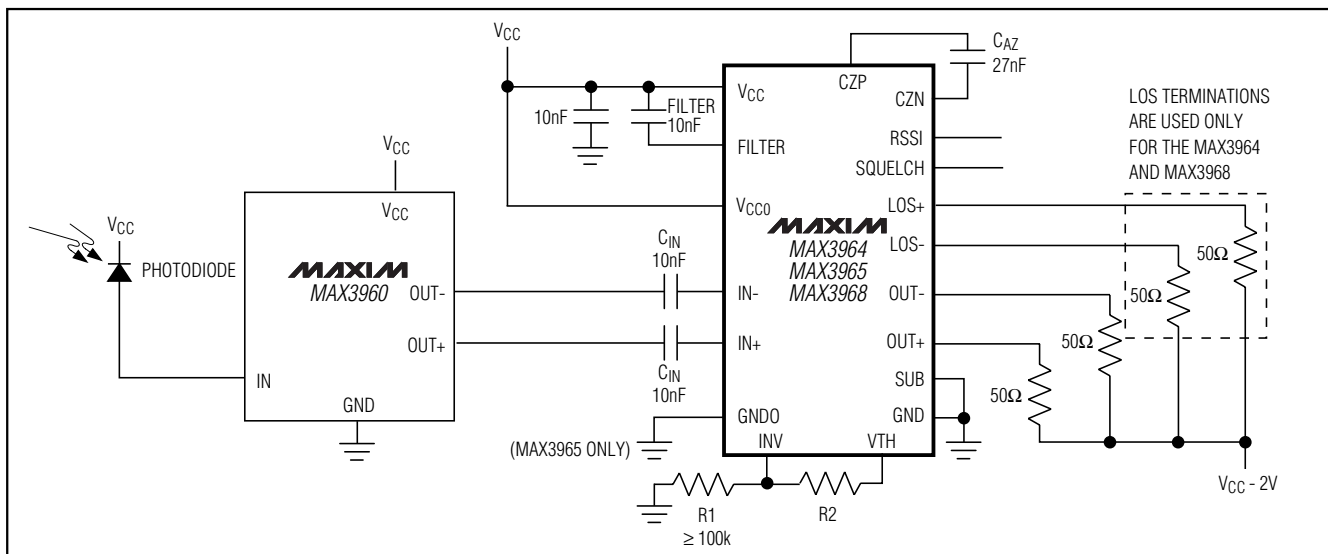 VCC
CAZ
27nF
CZP
VCC
CZN
10nF
FILTER
10nF
FILTER
RSSI
SQUELCH
LOS TERMINATIONS
ARE USED ONLY
FOR THE MAX3964
AND MAX3968
VCC
VCC
VCCO
LOS+
MAXIM
MAX3964
MAX3965
MAX3968
LOS-
50Ω
VCC
PHOTODIODE
MAXIM
MAX3960
CIN
10nF
OUT-
IN-
OUT-
50Ω
OUT+
IN+
OUT+
50Ω
CIN
10nF
IN
SUB
50Ω
GND
GNDO
GND
(MAX3965 ONLY)
INV
VTH
R1
≥ 100k
R2
VCC - 2V